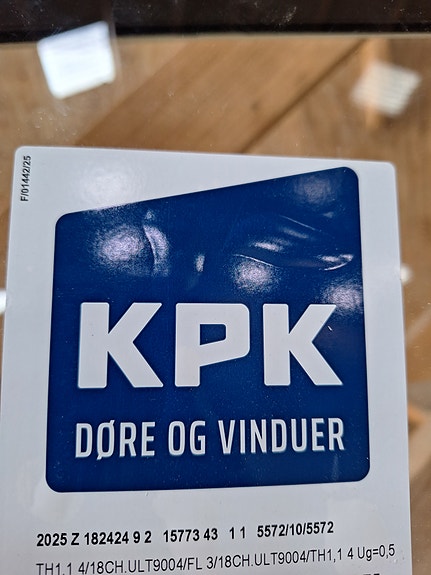 F/01442/25
KPK
DØRE OG VINDUER
2025 Z 182424 9 2 15773 43 1 1 5572/10/5572
TH1,1 4/18CH.ULT9004/FL 3/18CH.ULT9004/TH1,1 4 Ug=0,5